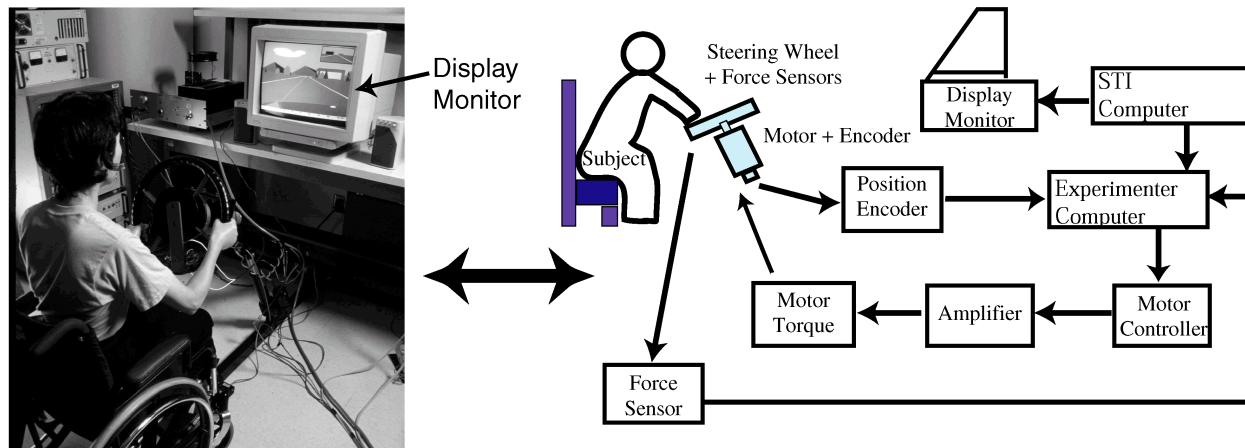 Display
Monitor
Steering Wheel
+ Force Sensors
Motor + Encoder
Subject
Display
Monitor
STI
Computer
Position
Encoder
Experimenter
Computer
Motor
Torque
Amplifier
Motor
Controller
Force
Sensor